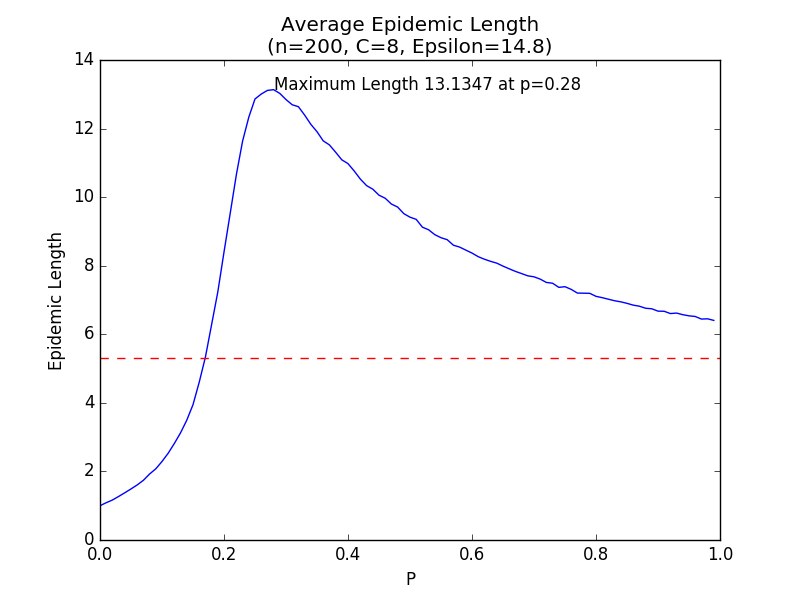 Average Epidemic Length
(n=200, C=8, Epsilon=14.8)
14
Maximum Length 13.1347 at p=0.28
12
10
8
6
4
2
0
Epidemic Length
0.0 0.2 0.4 0.6 0.8 1.0
P